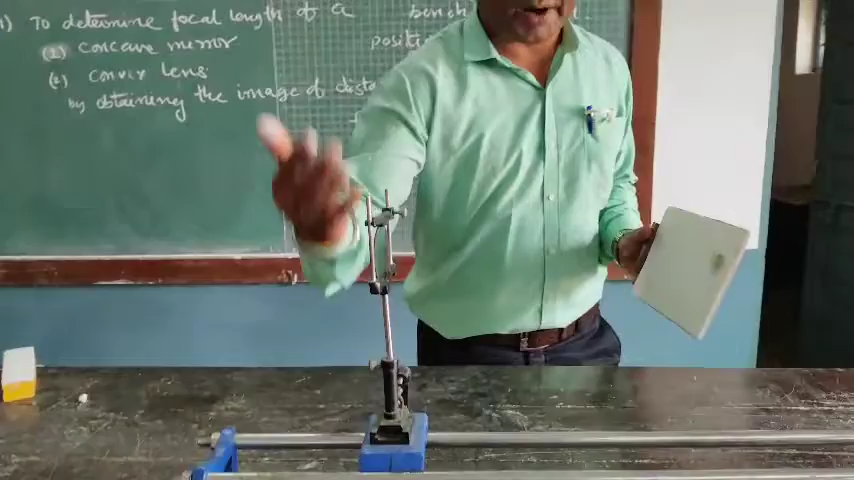 1) To determine focal length of a
(1) concave mirror
(2) convex lens
by obtaining the image of dista
bench
positi